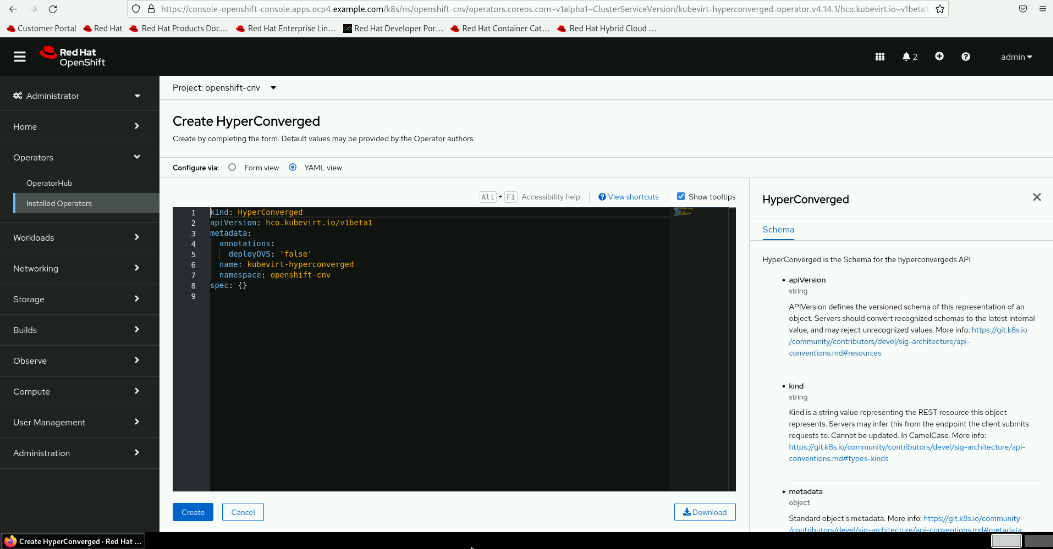 https://console-openshift-console.apps.ocp4.example.com/k8s/ns/openshift-cnv/operators.coreos.com~v1alpha1~ClusterServiceVersion/kubevirt-hyperconverged-operator.v4.14.1/hco.kubevirt.io~v1beta1
Customer Portal Red Hat Red Hat Products Doc... Red Hat Enterprise Lin... Red Hat Developer Por... Red Hat Container Cat... Red Hat Hybrid Cloud ...
Red Hat
OpenShift
2
admin
Administrator
Home
Operators
OperatorHub
Installed Operators
Workloads
Networking
Storage
Builds
Observe
Compute
User Management
Administration
Project: openshift-cnv
Create HyperConverged
Create by completing the form. Default values may be provided by the Operator authors.
Configure via: Form view YAML view
Alt + F1 Accessibility help View shortcuts Show tooltips
1 kind: HyperConverged
2 apiVersion: hco.kubevirt.io/v1beta1
3 metadata:
4 annotations:
5 deployOVS: 'false'
6 name: kubevirt-hyperconverged
7 namespace: openshift-cnv
8 spec: {}
9
Create Cancel Download
HyperConverged
Schema
HyperConverged is the Schema for the hyperconvergeds API
• apiVersion
string
APIVersion defines the versioned schema of this representation of an
object. Servers should convert recognized schemas to the latest internal
value, and may reject unrecognized values. More info: https://git.k8s.io
/community/contributors/devel/sig-architecture/api-
conventions.md#resources
• kind
string
Kind is a string value representing the REST resource this object
represents. Servers may infer this from the endpoint the client submits
requests to. Cannot be updated. In CamelCase. More info:
https://git.k8s.io/community/contributors/devel/sig-architecture/api-
conventions.md#types-kinds
• metadata
object
Standard object's metadata. More info: https://git.k8s.io/community
/contributors/devel/sig-architecture/api-conventions.md#metadata
Create HyperConverged · Red Hat ...